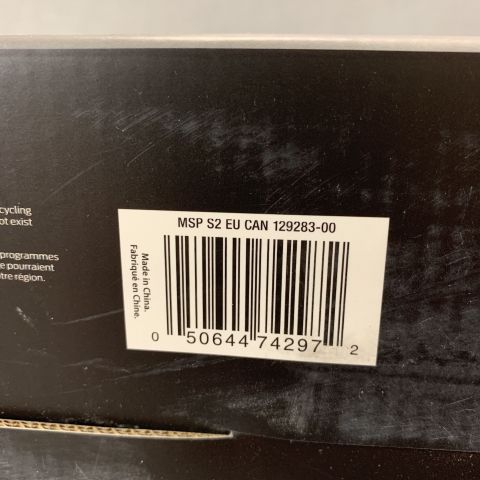 cycling
ot exist
programmes
e pourraient
tre région.
MSP S2 EU CAN 129283-00
Made in China.
Fabriqué en Chine.
0 50644 74297 2